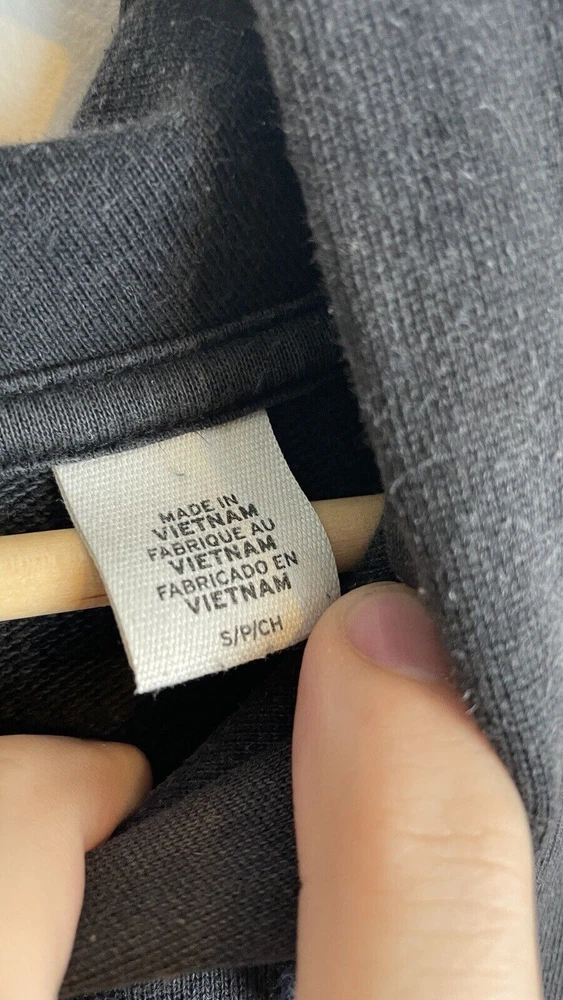 MADE IN
VIETNAM
FABRIQUE AU
VIETNAM
FABRICADO EN
VIETNAM
S/P/CH